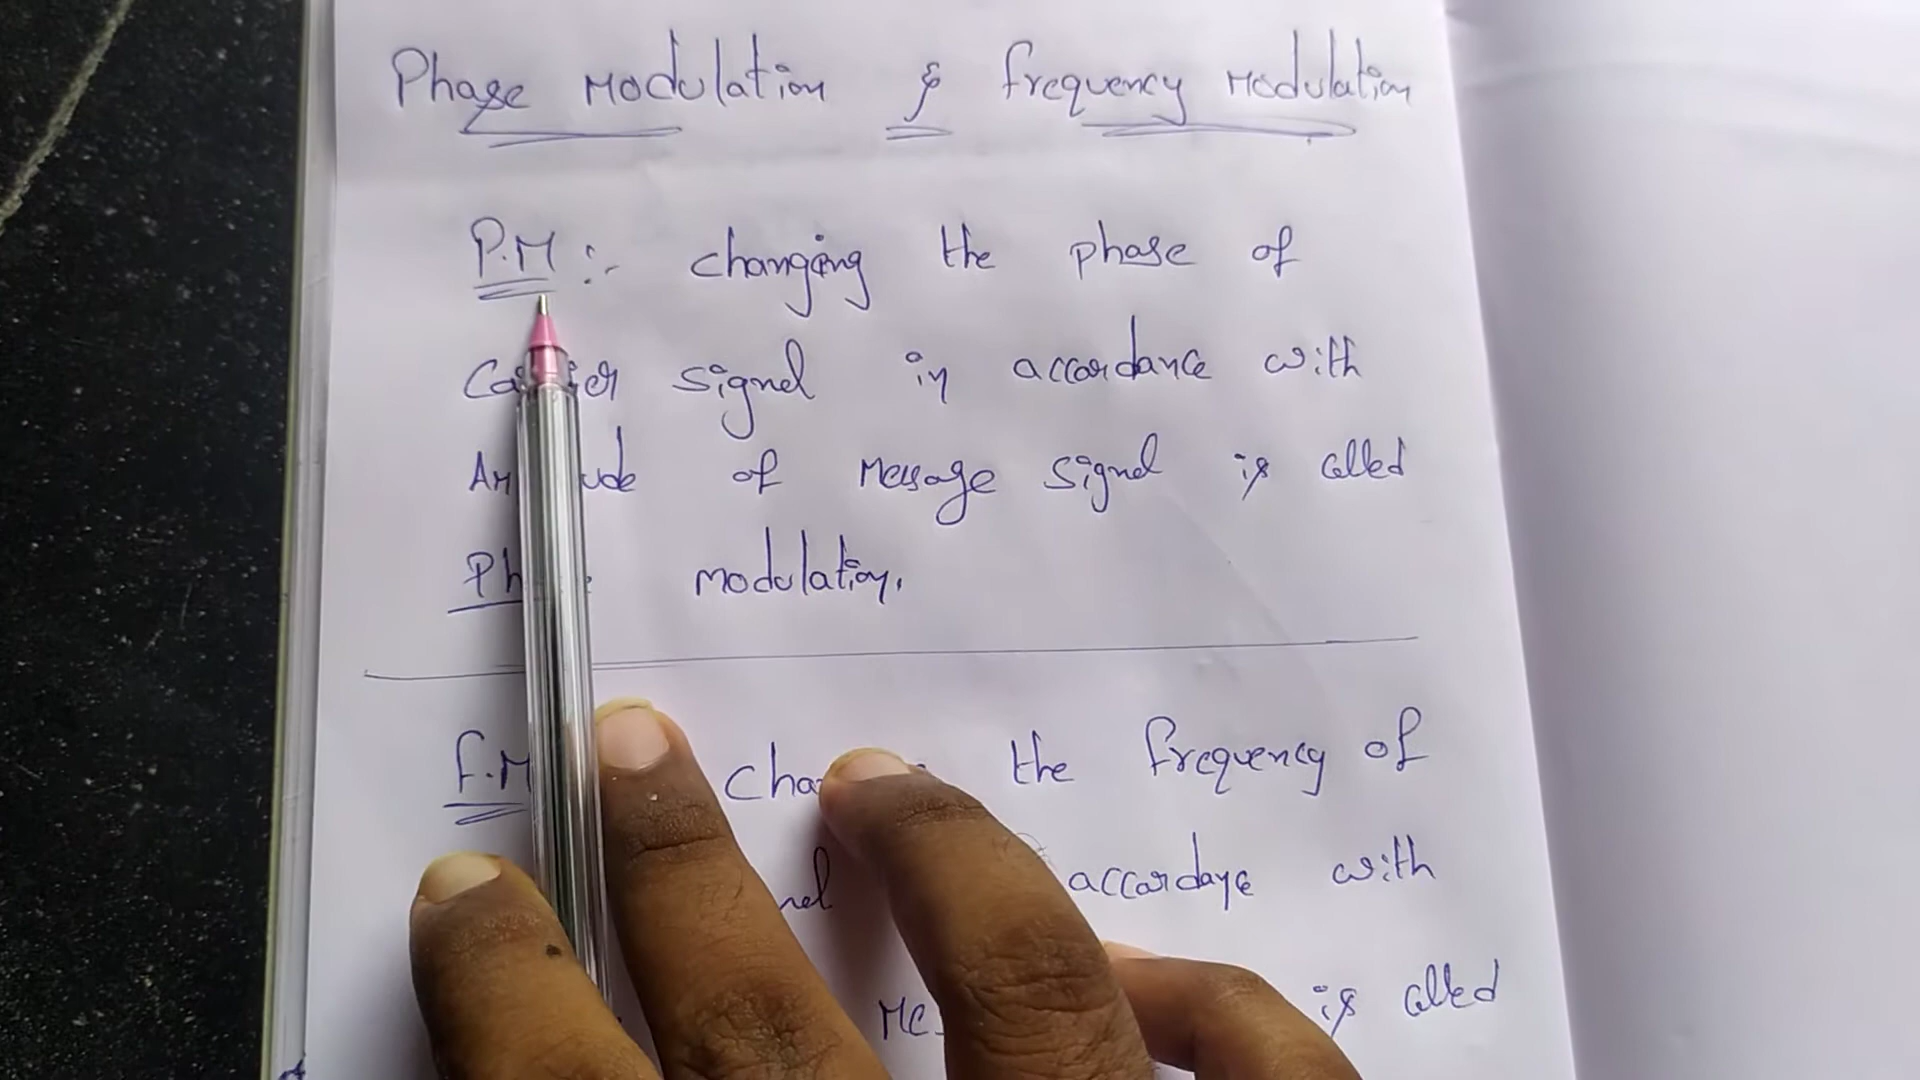 Phase Modulation & frequency Modulation
P.M :- changing the phase of
signal in accordance with
of Message signal is called
modulation.
F.M the frequency of
accordance with
is called